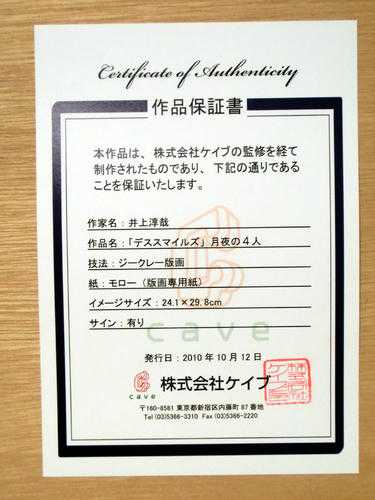 Certificate of Authenticity
作品保証書
本作品は、株式会社ケイブの監修を経て
制作されたものであり、下記の通りである
ことを保証いたします。
作家名：井上淳哉
作品名：「デススマイルズ」月夜の４人
技法：ジークレー版画
紙：モロー（版画専用紙）
イメージサイズ：24.1×29.8cm
サイン：有り
cave
発行日：2010年10月12日
cave
株式会社ケイブ
〒160-8581 東京都新宿区内藤町87番地
Tel(03)5366-3310 Fax(03)5366-2220